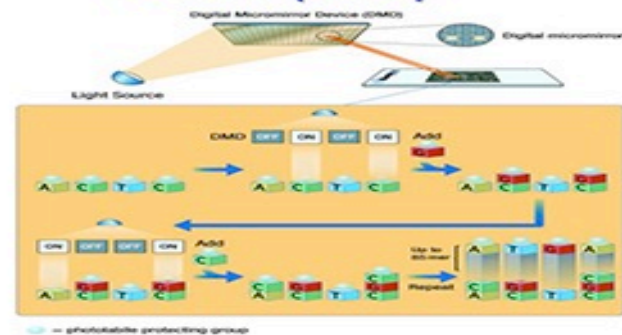 Digital Micromirror Device (DMD)
Digital micromirror
Light Source
DMD OFF ON OFF ON Add
G
A C T C
A C T C
G G
A C T C
ON OFF OFF ON Add
C
G G
A C T C
C
C G G
A C T C
Up to
Repeat
A T G A
= photolabile protecting group